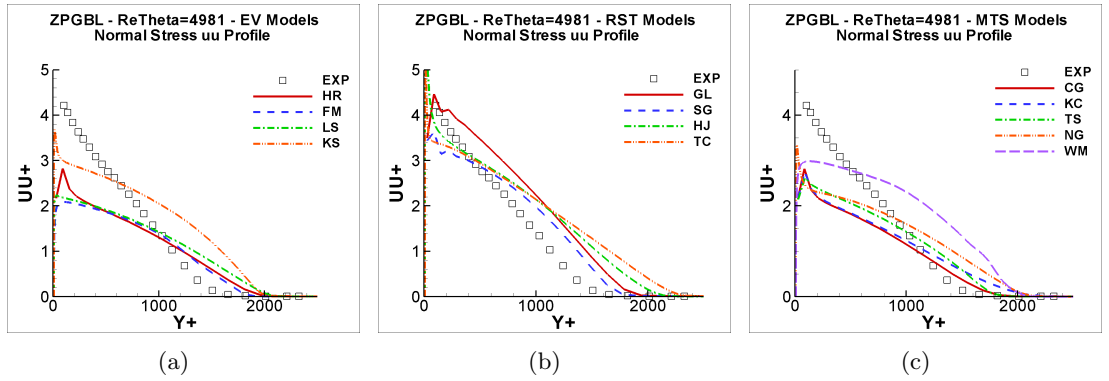 ZPGBL - ReTheta=4981 - EV Models
Normal Stress uu Profile
UU+
5
4
3
2
1
0
0
1000
2000
Y+
EXP
HR
FM
LS
KS
(a)
ZPGBL - ReTheta=4981 - RST Models
Normal Stress uu Profile
UU+
5
4
3
2
1
0
0
1000
2000
Y+
EXP
GL
SG
HJ
TC
(b)
ZPGBL - ReTheta=4981 - MTS Models
Normal Stress uu Profile
UU+
5
4
3
2
1
0
0
1000
2000
Y+
EXP
CG
KC
TS
NG
WM
(c)